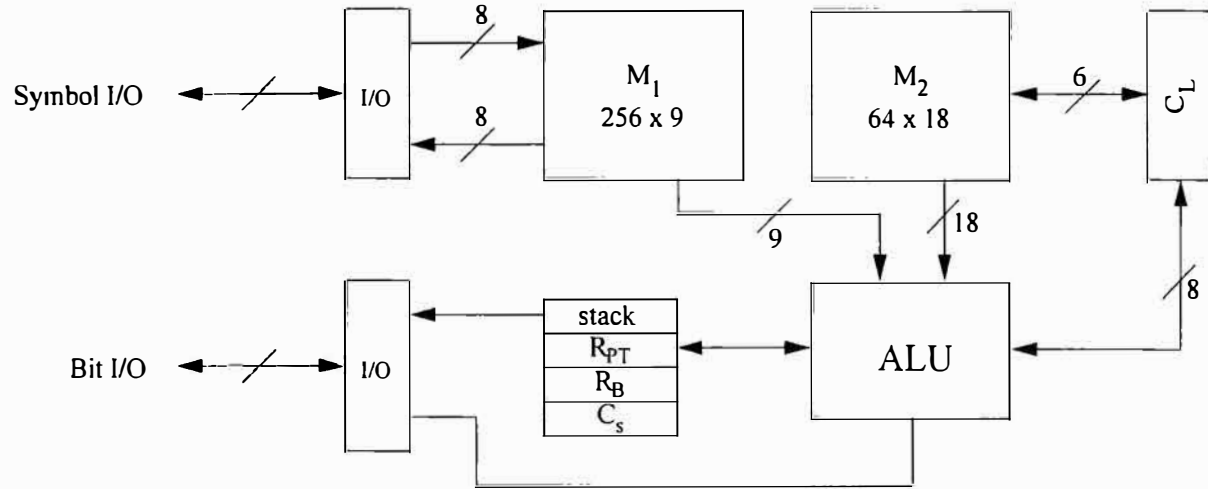 8
Symbol I/O
I/O
8
M1
256 x 9
M2
64 x 18
6
CL
9
18
8
Bit I/O
I/O
stack
RPT
RB
Cs
ALU